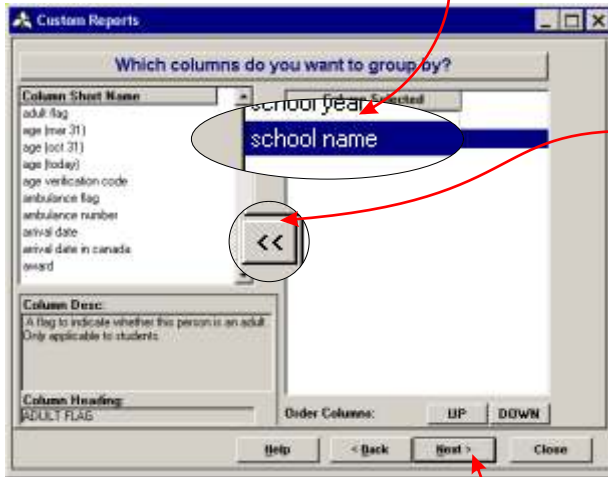 Custom Reports
Which columns do you want to group by?
Column Short Name
adult flag
age (mar 31)
age (oct 31)
age (today)
age verification code
ambulance flag
ambulance number
arrival date
arrival date in canada
award
Selected
school year
school name
<<
Column Desc:
A flag to indicate whether this person is an adult.
Only applicable to students.
Column Heading:
ADULT FLAG
Order Columns:
UP
DOWN
Help
< Back
Next >
Close